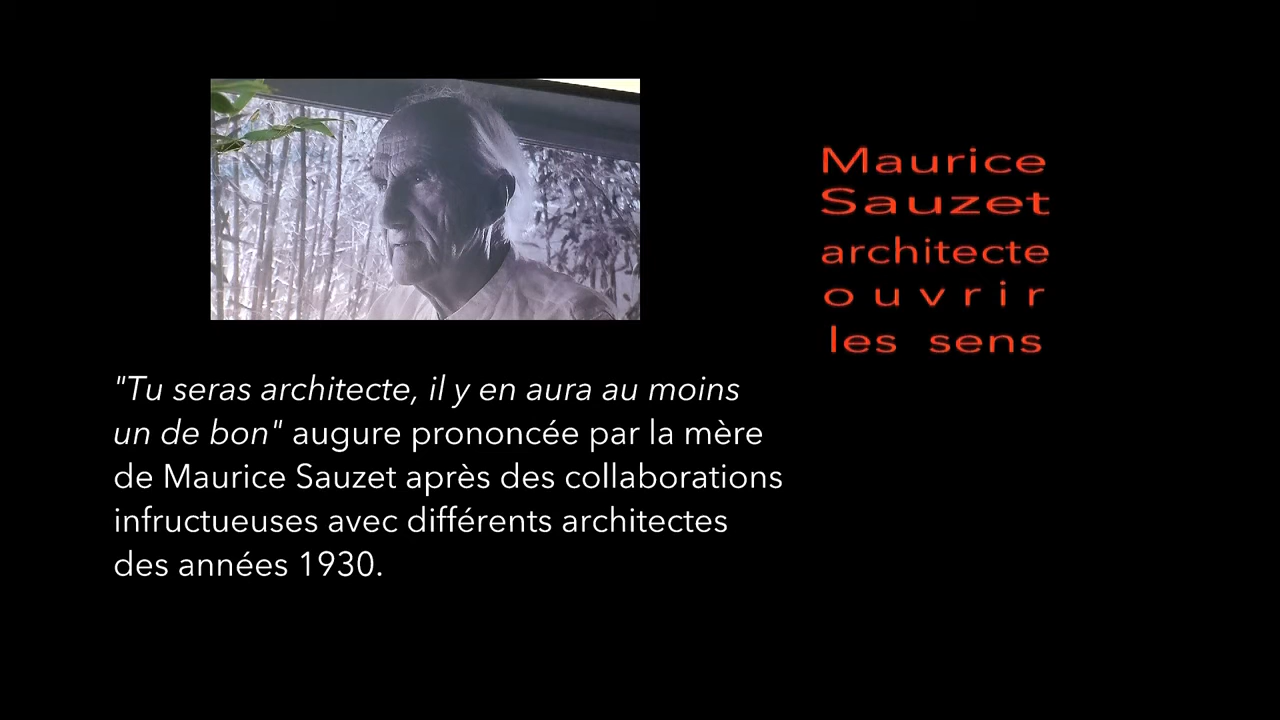 Maurice
Sauzet
architecte
ouvrir
les sens
"Tu seras architecte, il y en aura au moins
un de bon" augure prononcée par la mère
de Maurice Sauzet après des collaborations
infructueuses avec différents architectes
des années 1930.